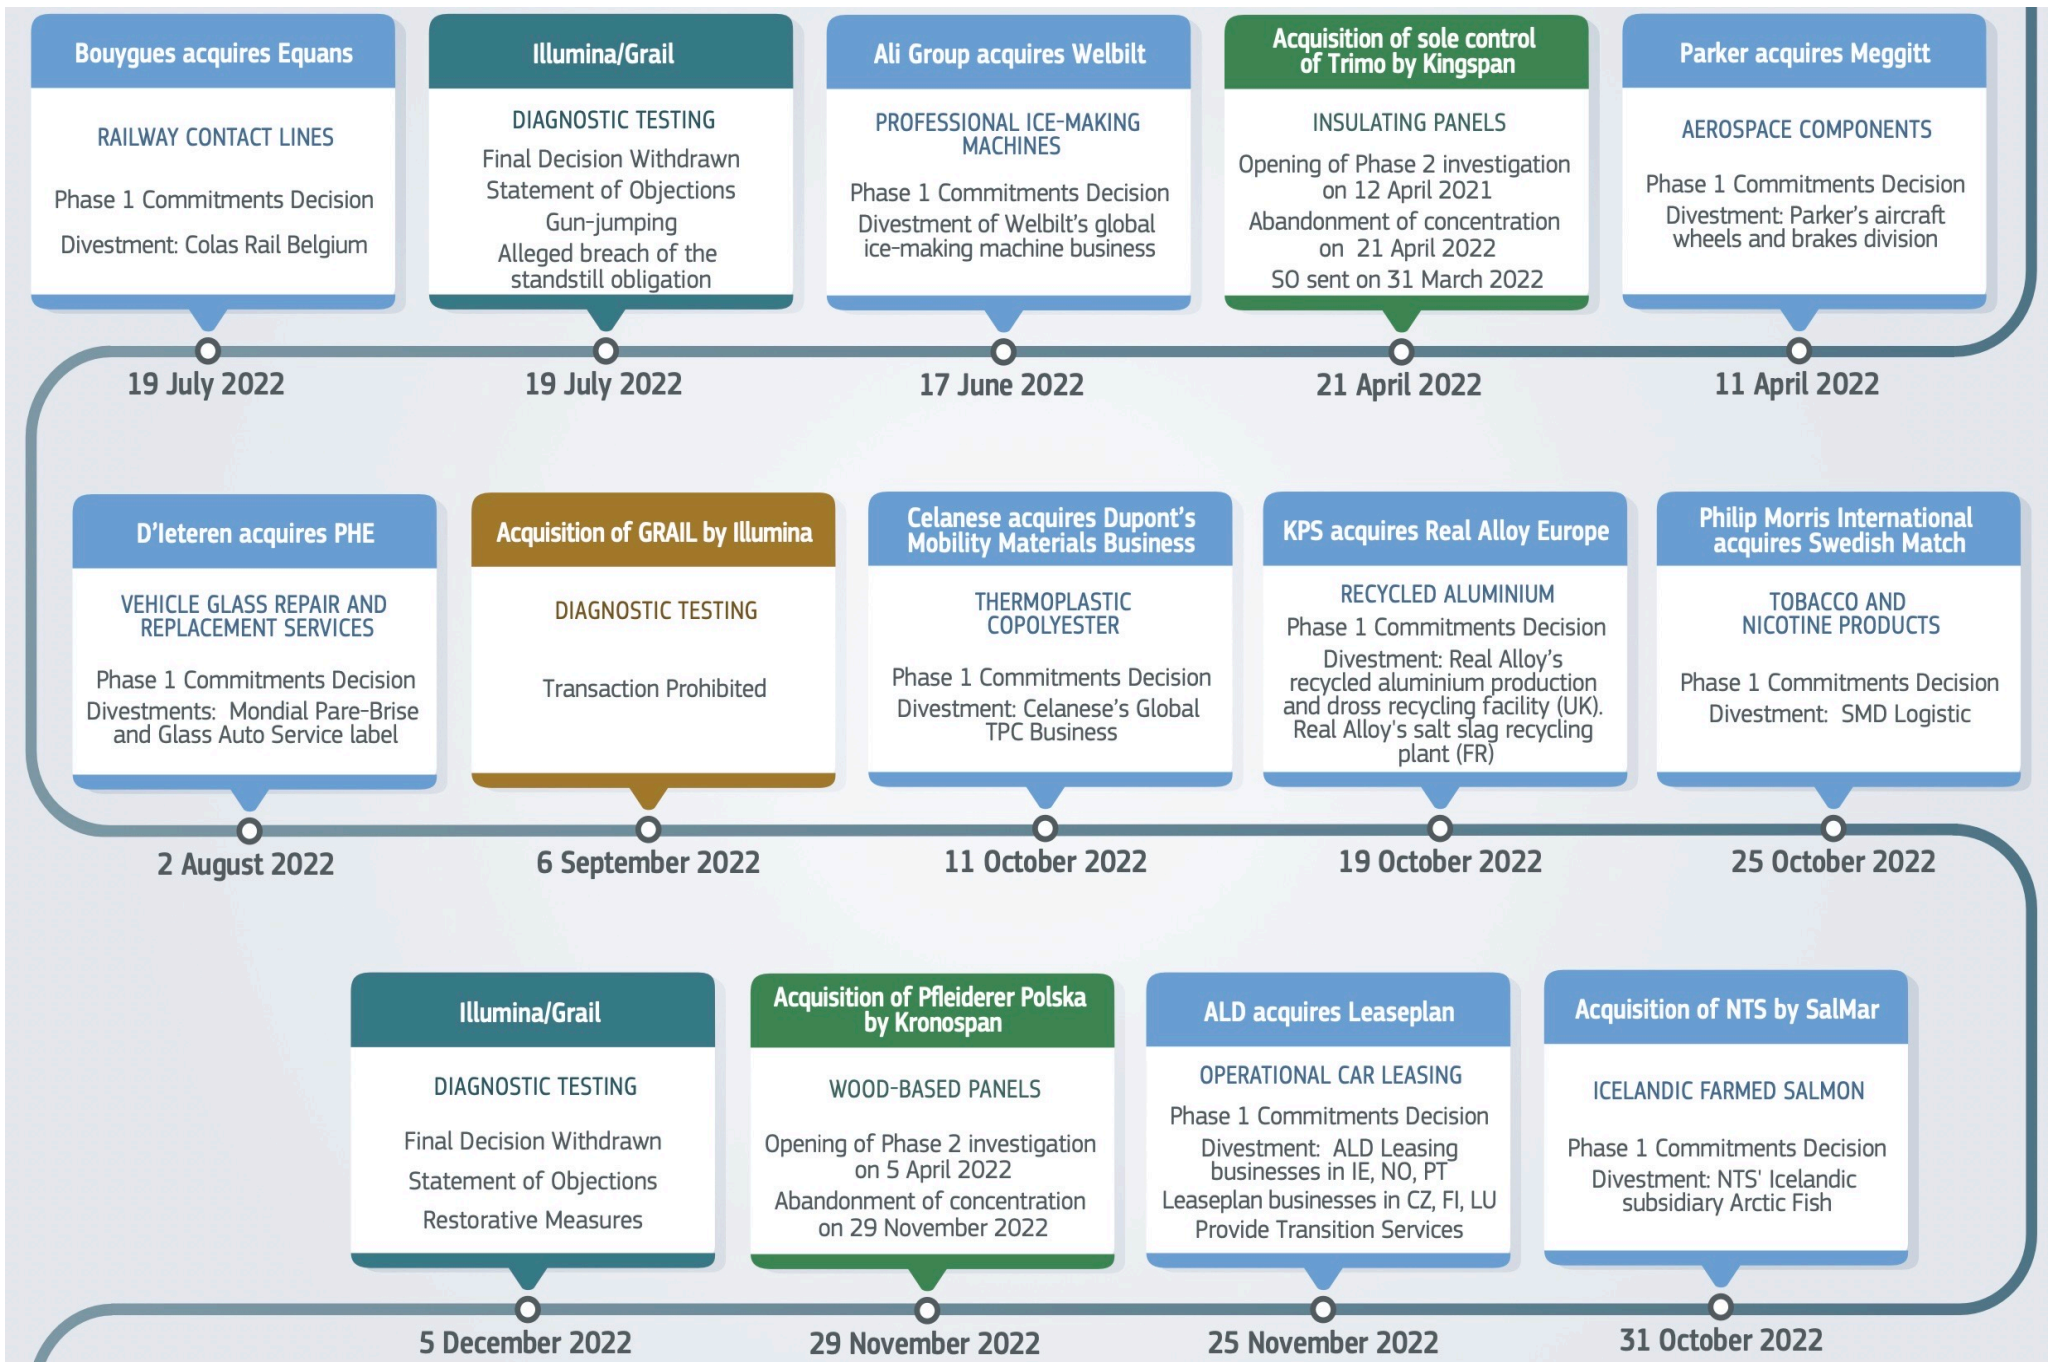 Bouygues acquires Equans
RAILWAY CONTACT LINES
Phase 1 Commitments Decision
Divestment: Colas Rail Belgium
19 July 2022
Illumina/Grail
DIAGNOSTIC TESTING
Final Decision Withdrawn
Statement of Objections
Gun-jumping
Alleged breach of the
standstill obligation
19 July 2022
Ali Group acquires Welbilt
PROFESSIONAL ICE-MAKING
MACHINES
Phase 1 Commitments Decision
Divestment of Welbilt's global
ice-making machine business
17 June 2022
Acquisition of sole control
of Trimo by Kingspan
INSULATING PANELS
Opening of Phase 2 investigation
on 12 April 2021
Abandonment of concentration
on 21 April 2022
SO sent on 31 March 2022
21 April 2022
Parker acquires Meggitt
AEROSPACE COMPONENTS
Phase 1 Commitments Decision
Divestment: Parker's aircraft
wheels and brakes division
11 April 2022
D'Ieteren acquires PHE
VEHICLE GLASS REPAIR AND
REPLACEMENT SERVICES
Phase 1 Commitments Decision
Divestments: Mondial Pare-Brise
and Glass Auto Service label
2 August 2022
Acquisition of GRAIL by Illumina
DIAGNOSTIC TESTING
Transaction Prohibited
6 September 2022
Celanese acquires Dupont's
Mobility Materials Business
THERMOPLASTIC
COPOLYESTER
Phase 1 Commitments Decision
Divestment: Celanese's Global
TPC Business
11 October 2022
KPS acquires Real Alloy Europe
RECYCLED ALUMINIUM
Phase 1 Commitments Decision
Divestment: Real Alloy's
recycled aluminium production
and dross recycling facility (UK).
Real Alloy's salt slag recycling
plant (FR)
19 October 2022
Philip Morris International
acquires Swedish Match
TOBACCO AND
NICOTINE PRODUCTS
Phase 1 Commitments Decision
Divestment: SMD Logistic
25 October 2022
Illumina/Grail
DIAGNOSTIC TESTING
Final Decision Withdrawn
Statement of Objections
Restorative Measures
5 December 2022
Acquisition of Pfleiderer Polska
by Kronospan
WOOD-BASED PANELS
Opening of Phase 2 investigation
on 5 April 2022
Abandonment of concentration
on 29 November 2022
29 November 2022
ALD acquires Leaseplan
OPERATIONAL CAR LEASING
Phase 1 Commitments Decision
Divestment: ALD Leasing
businesses in IE, NO, PT
Leaseplan businesses in CZ, FI, LU
Provide Transition Services
25 November 2022
Acquisition of NTS by SalMar
ICELANDIC FARMED SALMON
Phase 1 Commitments Decision
Divestment: NTS' Icelandic
subsidiary Arctic Fish
31 October 2022